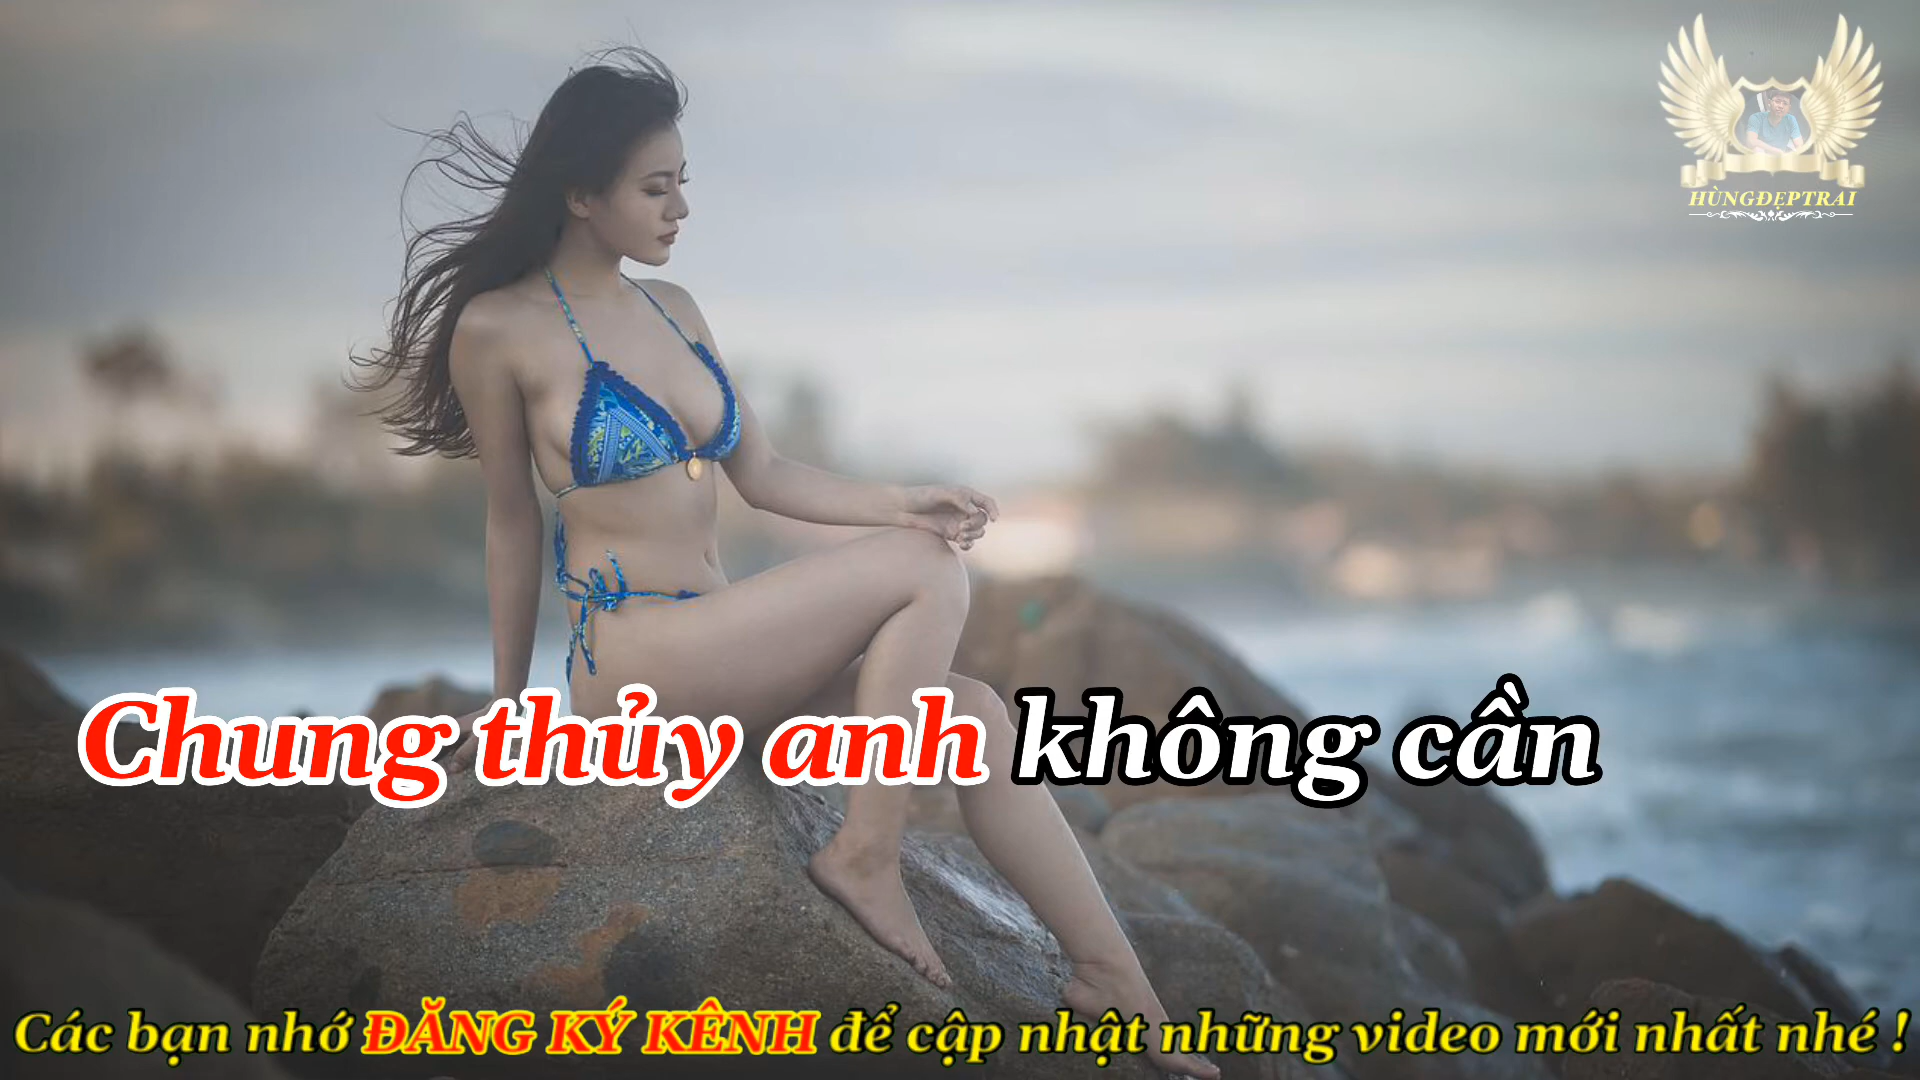 HÙNGĐẸPTRAI
Chung thủy anh không cần
Các bạn nhớ ĐĂNG KÝ KÊNH để cập nhật những video mới nhất nhé !